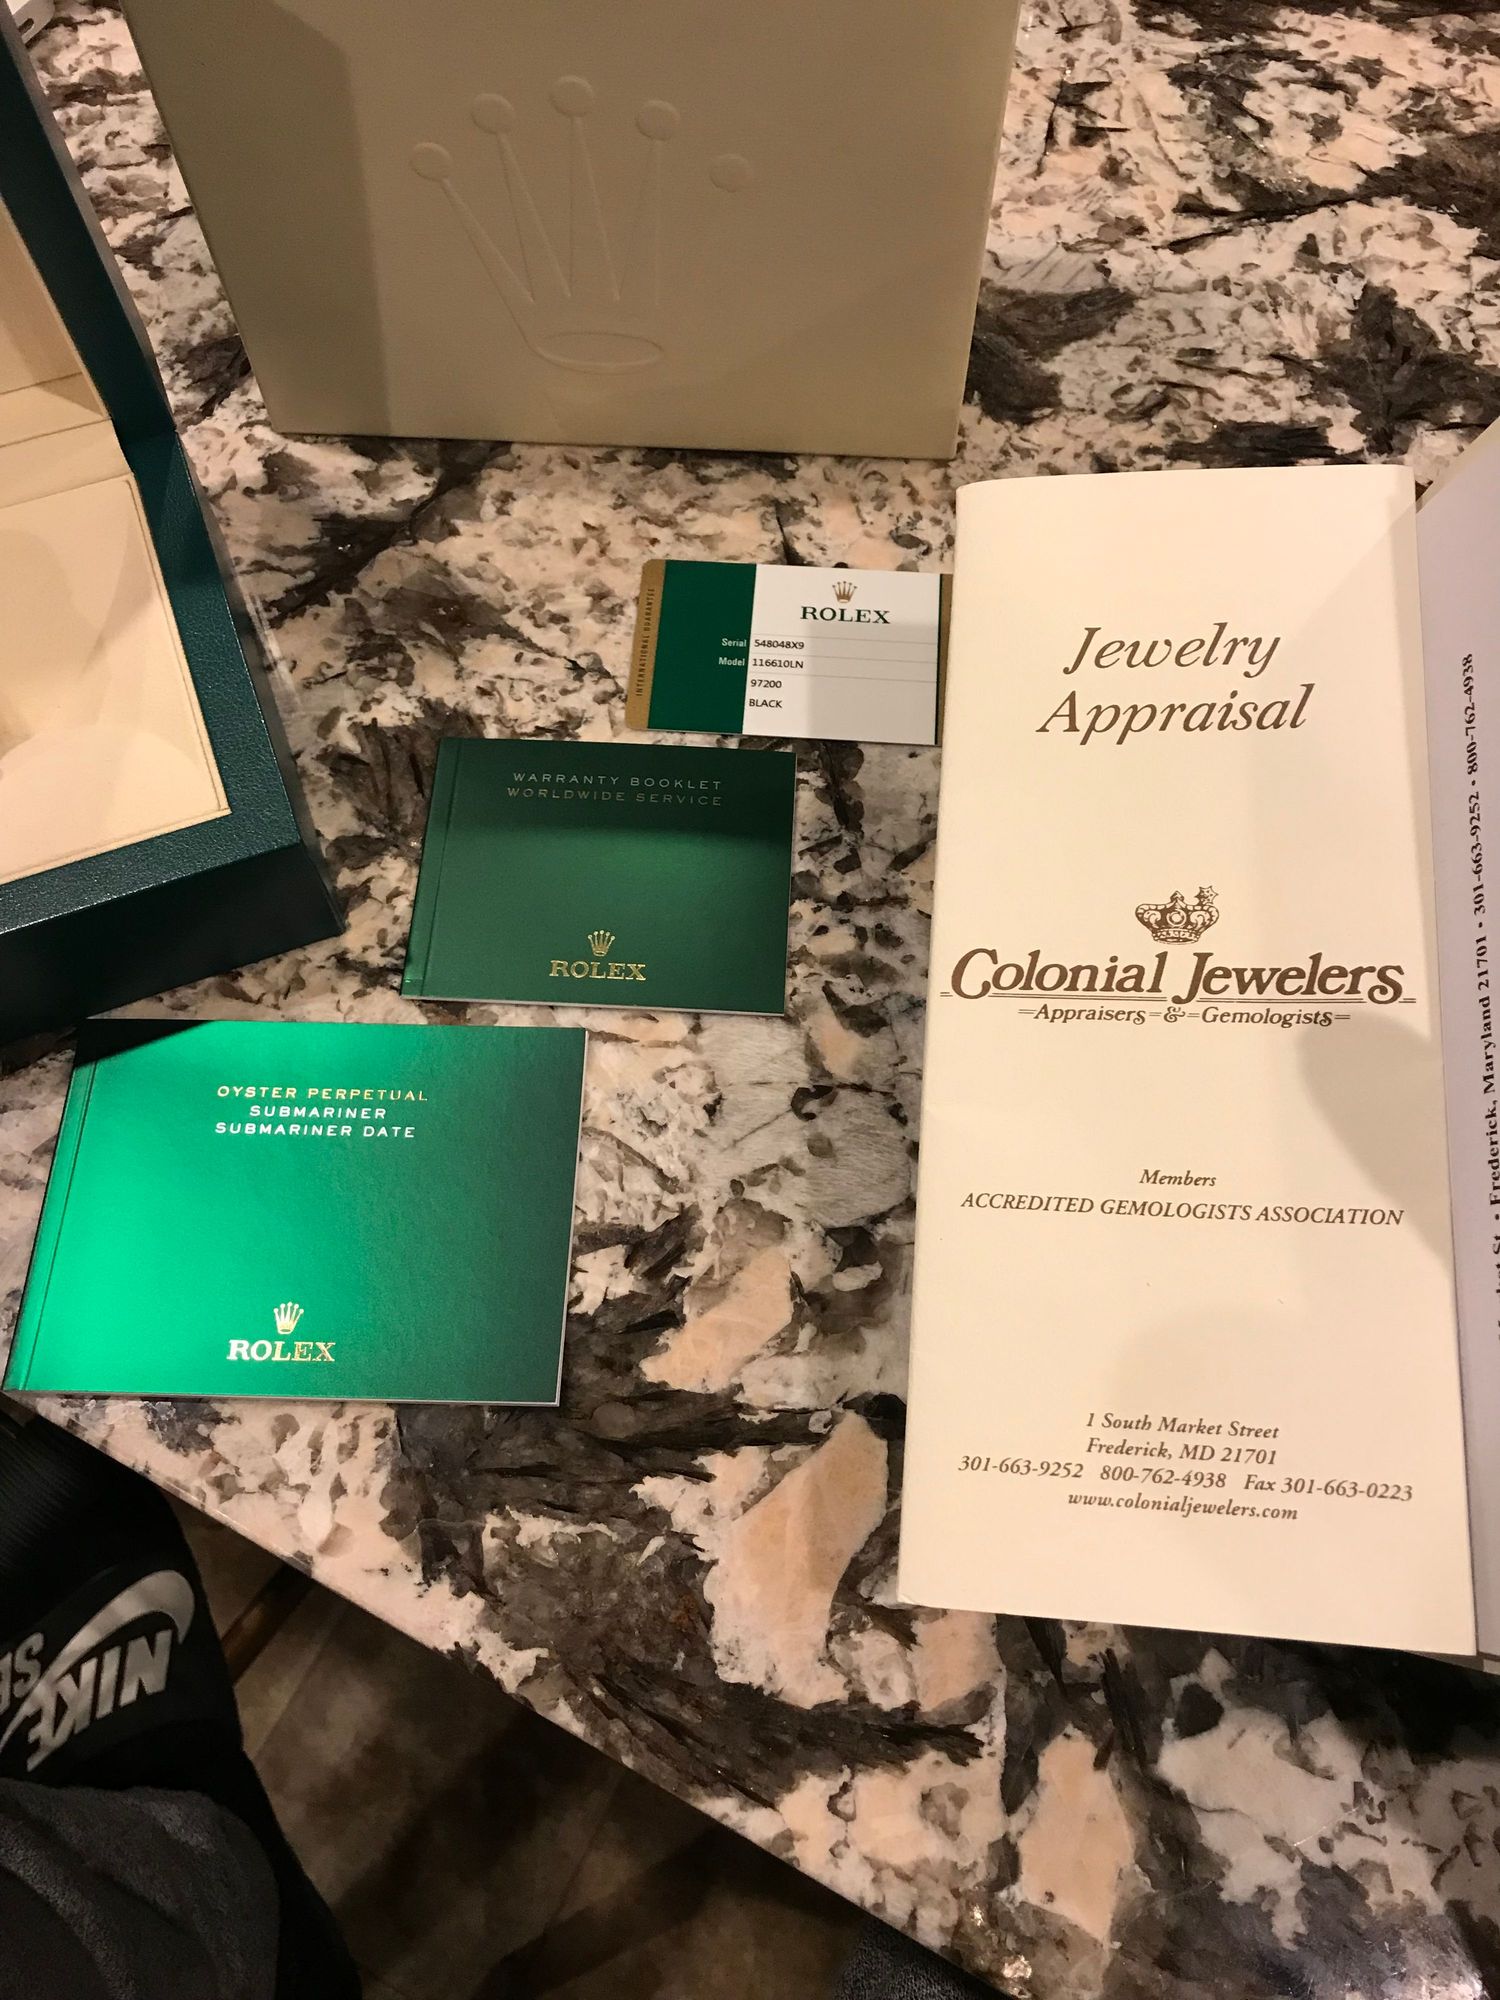 INTERNATIONAL GUARANTEE
ROLEX
Serial 548048X9
Model 116610LN
97200
BLACK
WARRANTY BOOKLET
WORLDWIDE SERVICE
ROLEX
OYSTER PERPETUAL
SUBMARINER
SUBMARINER DATE
ROLEX
Jewelry
Appraisal
Colonial Jewelers
Appraisers & Gemologists
Members
ACCREDITED GEMOLOGISTS ASSOCIATION
1 South Market Street
Frederick, MD 21701
301-663-9252 800-762-4938 Fax 301-663-0223
www.colonialjewelers.com
St. • Frederick, Maryland 21701 • 301-663-9252 • 800-762-4938
NIKE